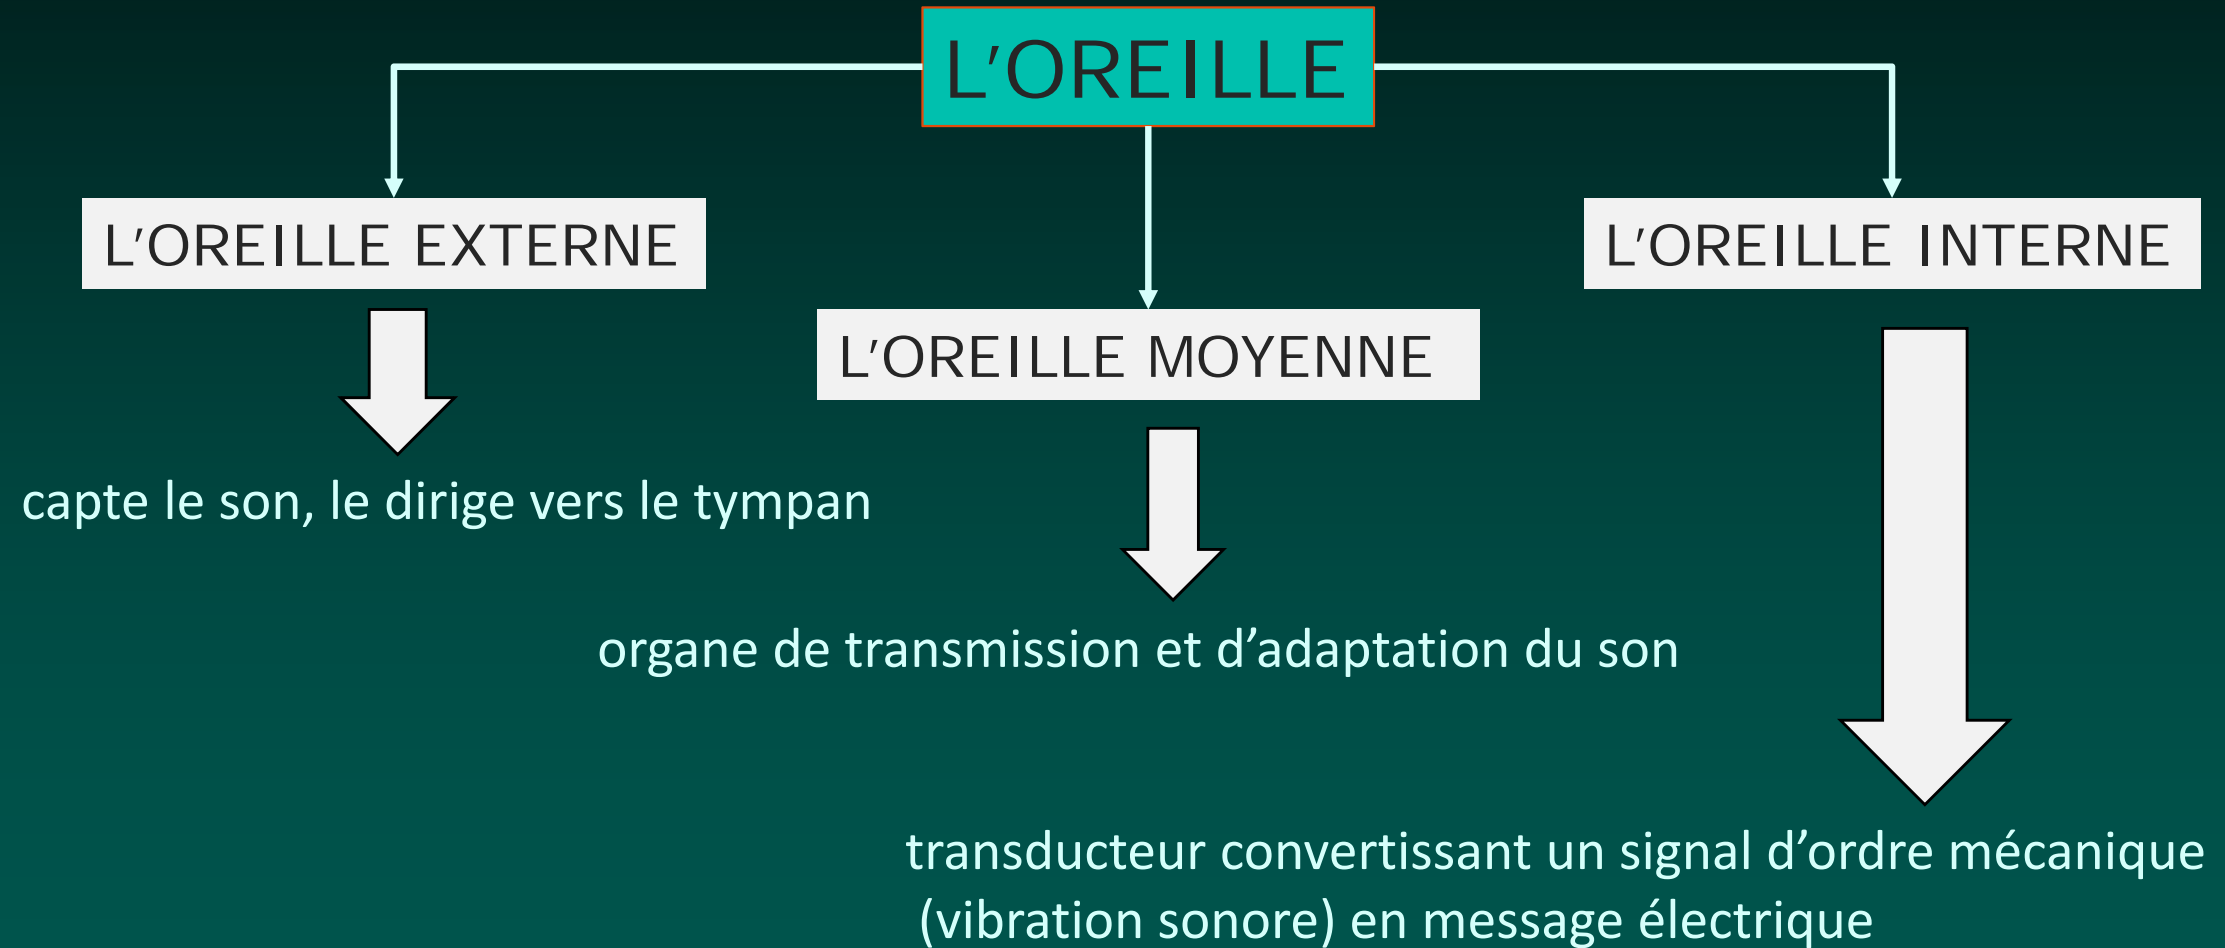 L’OREILLE
L’OREILLE EXTERNE
L’OREILLE INTERNE
L’OREILLE MOYENNE
capte le son, le dirige vers le tympan
organe de transmission et d’adaptation du son
transducteur convertissant un signal d’ordre mécanique
(vibration sonore) en message électrique